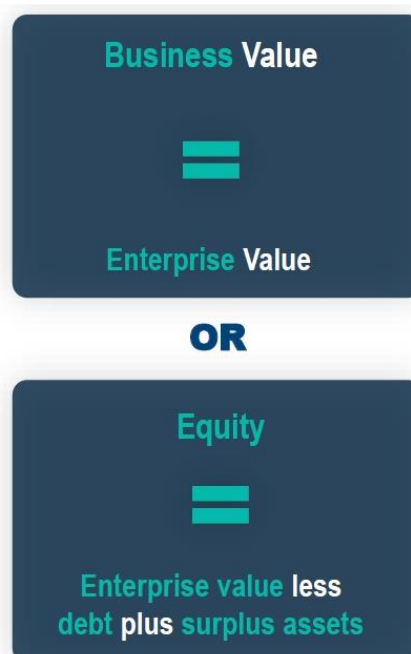 Business Value
=
Enterprise Value
OR
Equity
=
Enterprise value less
debt plus surplus assets